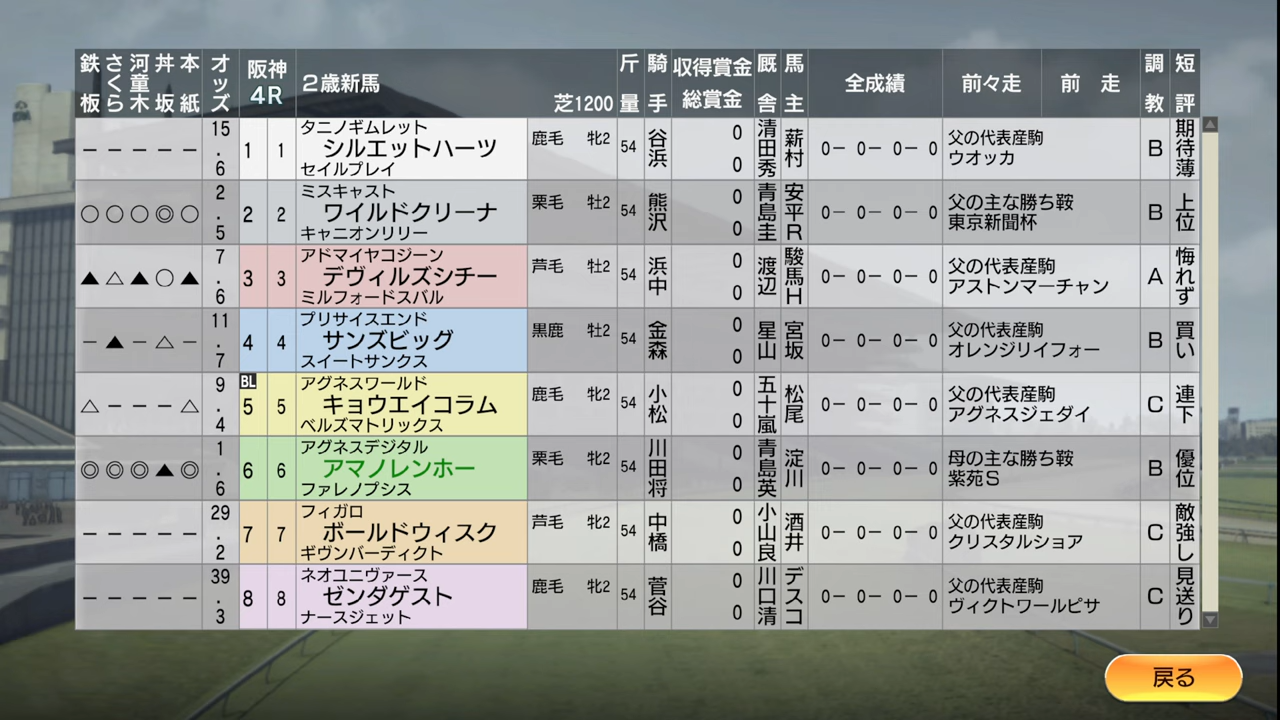 鉄板 さくら 河童木 井坂 本紙 オッズ 阪神 4R 2歳新馬 芝1200 斤量 騎手 収得賞金 総賞金 厩舎 馬主 全成績 前々走 前 走 調教 短評
－－－－－ 15.6 1 1 タニノギムレット
シルエットハーツ
セイルプレイ
鹿毛 牝2 54 谷浜 0 0 清田秀 薪村 0－ 0－ 0－ 0 父の代表産駒
ウオッカ
B 期待薄
○○○◎○ 2.5 2 2 ミスキャスト
ワイルドクリーナ
キャニオンリリー
栗毛 牡2 54 熊沢 0 0 青島圭 安平R 0－ 0－ 0－ 0 父の主な勝ち鞍
東京新聞杯
B 上位
▲△▲○▲ 7.6 3 3 アドマイヤコジーン
デヴィルズシチー
ミルフォードスバル
芦毛 牡2 54 浜中 0 0 渡辺 駿馬H 0－ 0－ 0－ 0 父の代表産駒
アストンマーチャン
A 侮れず
－▲－△－ 11.7 4 4 プリサイスエンド
サンズビッグ
スイートサンクス
黒鹿 牡2 54 金森 0 0 星山 宮坂 0－ 0－ 0－ 0 父の代表産駒
オレンジリイフォー
B 買い
△－－－△ 9.4 BL 5 5 アグネスワールド
キョウエイコラム
ベルズマトリックス
鹿毛 牝2 54 小松 0 0 五十嵐 松尾 0－ 0－ 0－ 0 父の代表産駒
アグネスジェダイ
C 連下
◎◎◎▲◎ 1.6 6 6 アグネスデジタル
アマノレンホー
ファレノプシス
栗毛 牝2 54 川田将 0 0 青島英 淀川 0－ 0－ 0－ 0 母の主な勝ち鞍
紫苑S
B 優位
－－－－－ 29.2 7 7 フィガロ
ボールドウィスク
ギヴンバーディクト
芦毛 牝2 54 中橋 0 0 小山良 酒井 0－ 0－ 0－ 0 父の代表産駒
クリスタルショア
C 敵強し
－－－－－ 39.3 8 8 ネオユニヴァース
ゼンダゲスト
ナースジェット
鹿毛 牝2 54 菅谷 0 0 川口清 デスコ 0－ 0－ 0－ 0 父の代表産駒
ヴィクトワールピサ
C 見送り
戻る